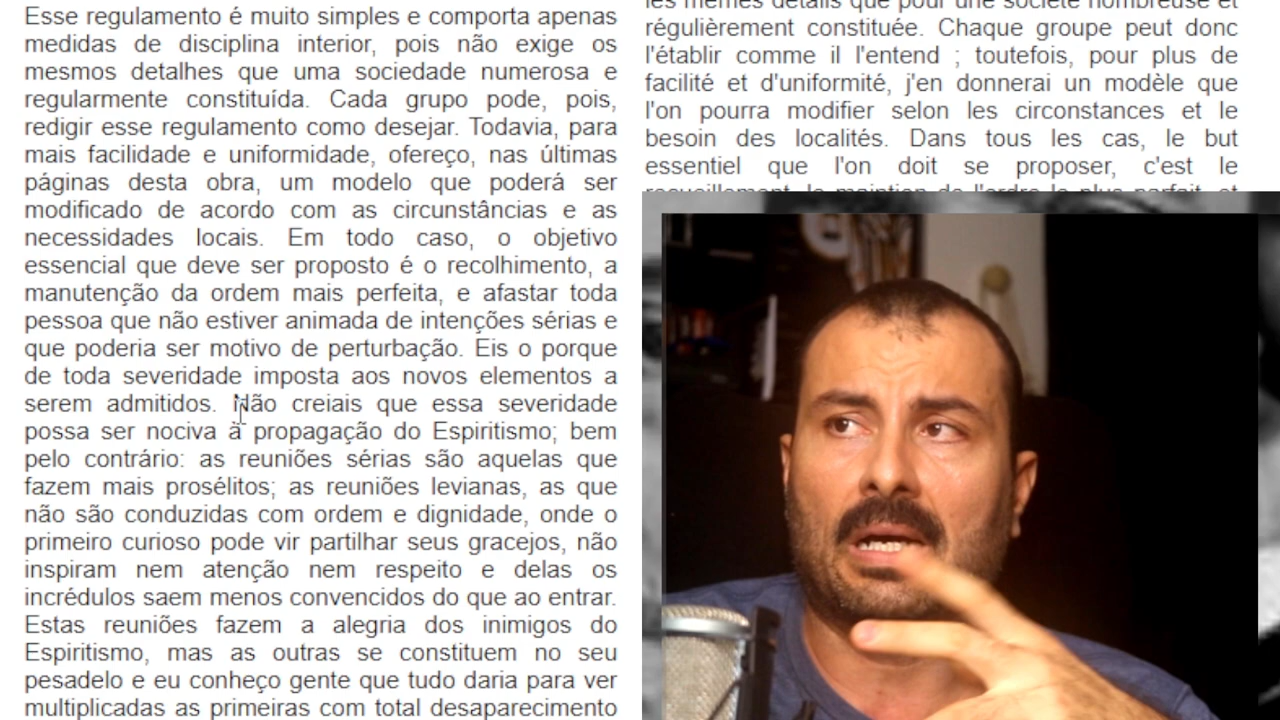 Esse regulamento é muito simples e comporta apenas
medidas de disciplina interior, pois não exige os
mesmos detalhes que uma sociedade numerosa e
regularmente constituída. Cada grupo pode, pois,
redigir esse regulamento como desejar. Todavia, para
mais facilidade e uniformidade, ofereço, nas últimas
páginas desta obra, um modelo que poderá ser
modificado de acordo com as circunstâncias e as
necessidades locais. Em todo caso, o objetivo
essencial que deve ser proposto é o recolhimento, a
manutenção da ordem mais perfeita, e afastar toda
pessoa que não estiver animada de intenções sérias e
que poderia ser motivo de perturbação. Eis o porque
de toda severidade imposta aos novos elementos a
serem admitidos. Não creiais que essa severidade
possa ser nociva à propagação do Espiritismo; bem
pelo contrário: as reuniões sérias são aquelas que
fazem mais prosélitos; as reuniões levianas, as que
não são conduzidas com ordem e dignidade, onde o
primeiro curioso pode vir partilhar seus gracejos, não
inspiram nem atenção nem respeito e delas os
incrédulos saem menos convencidos do que ao entrar.
Estas reuniões fazem a alegria dos inimigos do
Espiritismo, mas as outras se constituem no seu
pesadelo e eu conheço gente que tudo daria para ver
multiplicadas as primeiras com total desaparecimento
les mêmes détails que pour une société nombreuse et
régulièrement constituée. Chaque groupe peut donc
l'établir comme il l'entend ; toutefois, pour plus de
facilité et d'uniformité, j'en donnerai un modèle que
l'on pourra modifier selon les circonstances et le
besoin des localités. Dans tous les cas, le but
essentiel que l'on doit se proposer, c'est le
recueillement, le maintien de l'ordre le plus parfait, et